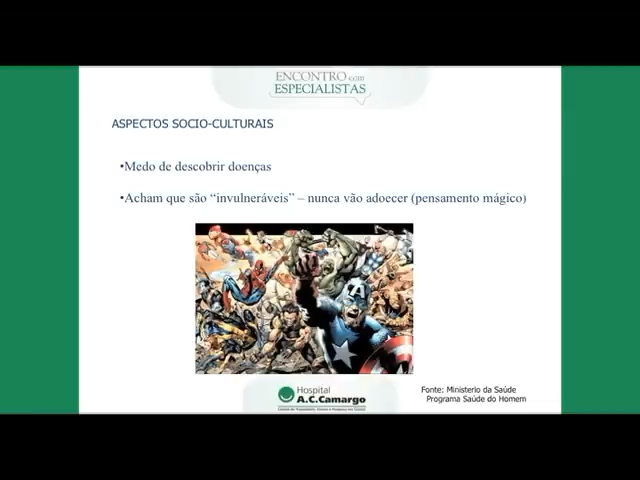 ENCONTRO com
ESPECIALISTAS
ASPECTOS SOCIO-CULTURAIS
•Medo de descobrir doenças
•Acham que são “invulneráveis” – nunca vão adoecer (pensamento mágico)
Hospital
A.C.Camargo
Fonte: Ministerio da Saúde
Programa Saúde do Homem